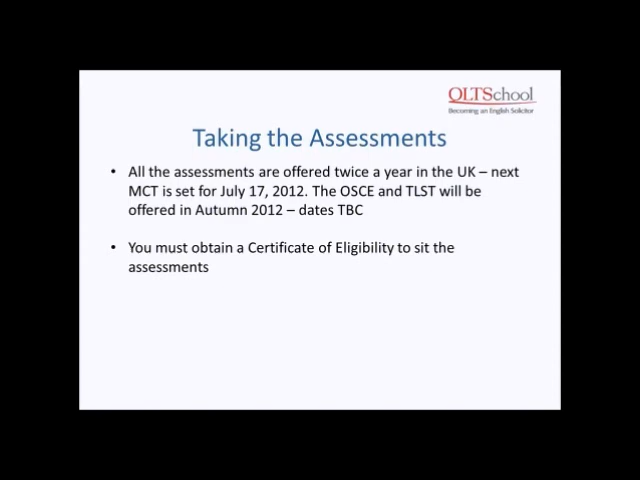 QLTSchool
Becoming an English Solicitor
Taking the Assessments
• All the assessments are offered twice a year in the UK – next
MCT is set for July 17, 2012. The OSCE and TLST will be
offered in Autumn 2012 – dates TBC
• You must obtain a Certificate of Eligibility to sit the
assessments